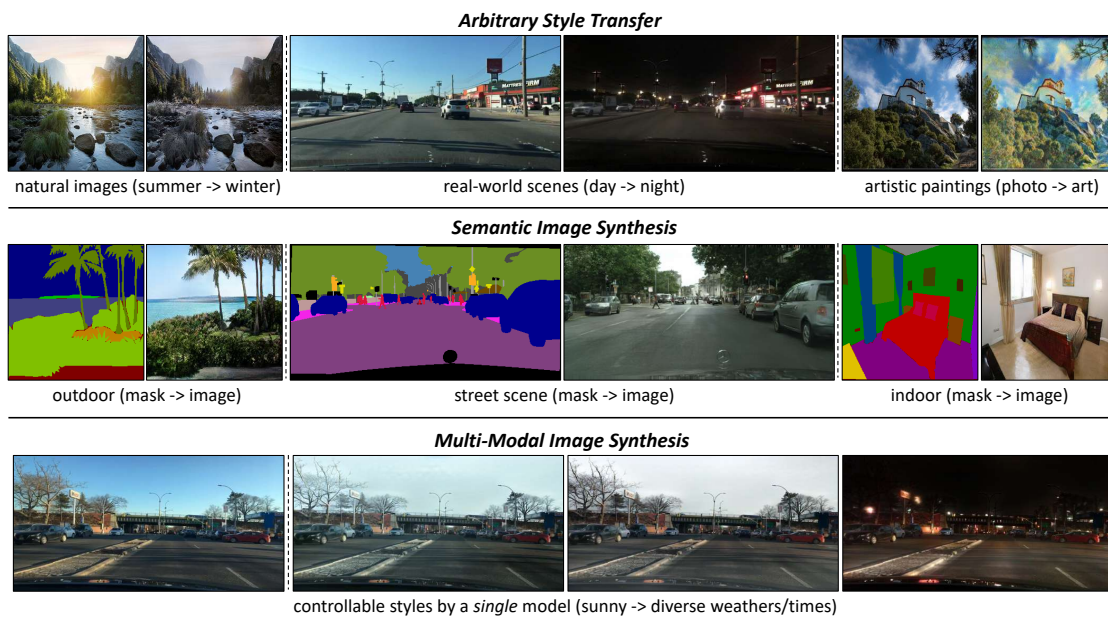 Arbitrary Style Transfer
MATTRESS FIRM
natural images (summer -> winter)
real-world scenes (day -> night)
artistic paintings (photo -> art)
Semantic Image Synthesis
outdoor (mask -> image)
street scene (mask -> image)
indoor (mask -> image)
Multi-Modal Image Synthesis
controllable styles by a single model (sunny -> diverse weathers/times)